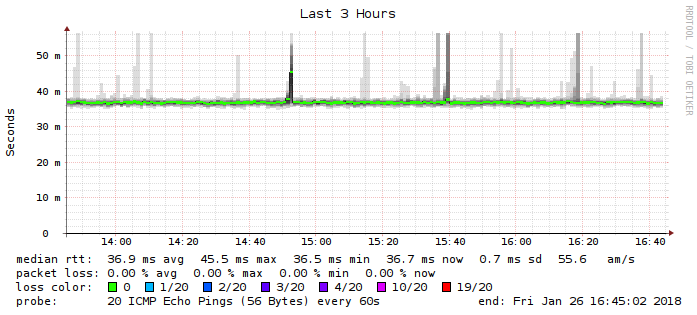 Last 3 Hours
RRDTOOL / TOBI OETIKER
Seconds
50 m
40 m
30 m
20 m
10 m
0
14:00 14:20 14:40 15:00 15:20 15:40 16:00 16:20 16:40
median rtt: 36.9 ms avg 45.5 ms max 36.5 ms min 36.7 ms now 0.7 ms sd 55.6 am/s
packet loss: 0.00 % avg 0.00 % max 0.00 % min 0.00 % now
loss color: 0 1/20 2/20 3/20 4/20 10/20 19/20
probe: 20 ICMP Echo Pings (56 Bytes) every 60s end: Fri Jan 26 16:45:02 2018